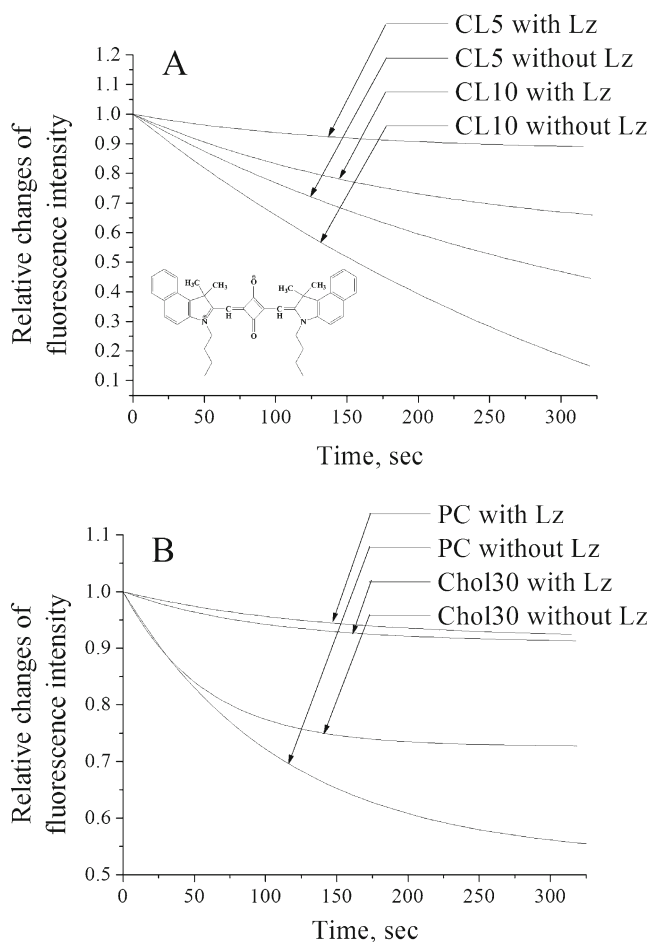 CL5 with Lz
CL5 without Lz
CL10 with Lz
CL10 without Lz
A
1.2
1.0
0.9
0.8
0.7
0.6
0.5
0.4
0.3
0.2
0.1
Relative changes of
fluorescence intensity
H₃C CH₃
CH₃ CH₃
O
N C H O C H N
0 50 100 150 200 250 300
Time, sec
PC with Lz
PC without Lz
Chol30 with Lz
Chol30 without Lz
B
1.1
1.0
0.9
0.8
0.7
0.6
0.5
Relative changes of
fluorescence intensity
0 50 100 150 200 250 300
Time, sec